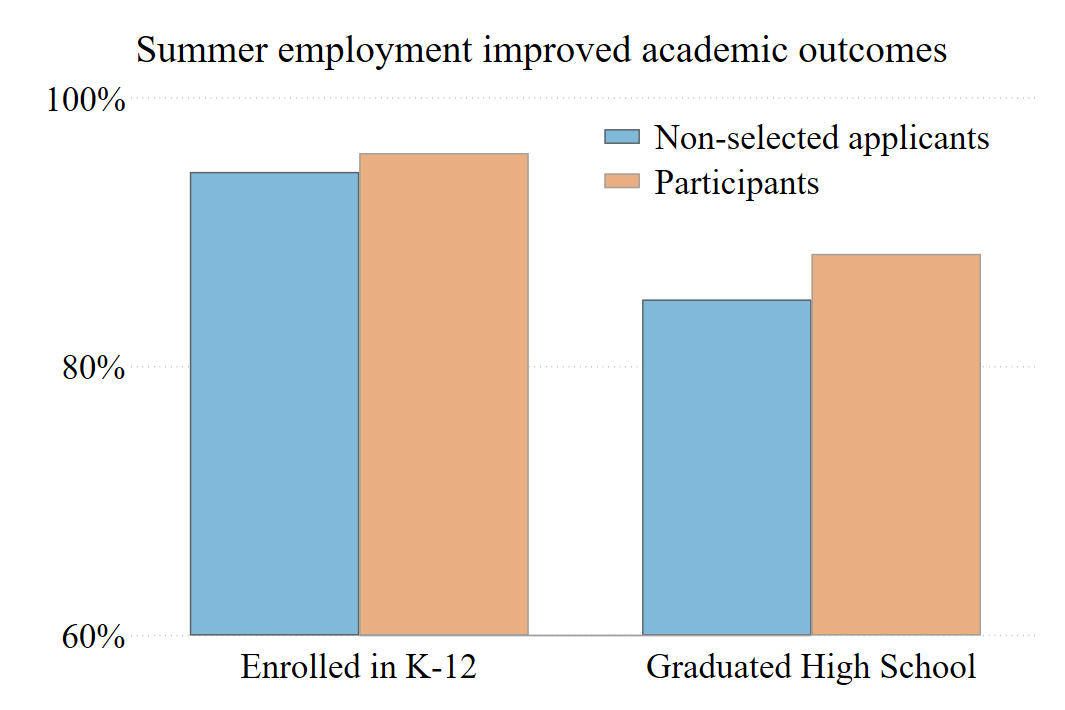 Summer employment improved academic outcomes
100%
Non-selected applicants
Participants
80%
60%
Enrolled in K-12
Graduated High School